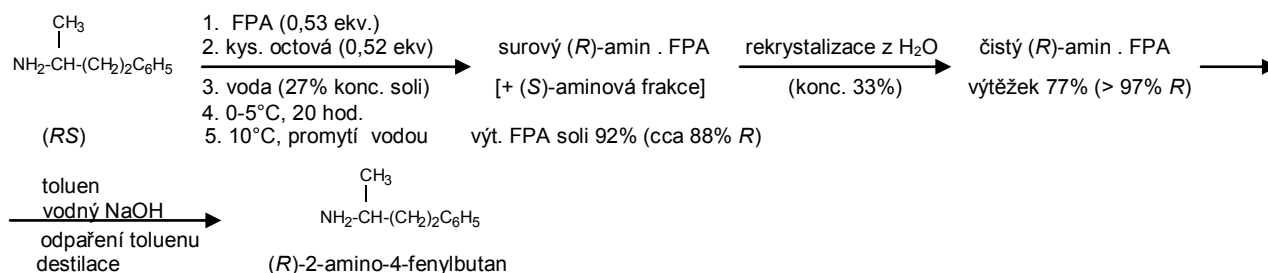 CH3
NH2-CH-(CH2)2C6H5
(RS)
1. FPA (0,53 ekv.)
2. kys. octová (0,52 ekv)
3. voda (27% konc. soli)
4. 0-5°C, 20 hod.
5. 10°C, promytí vodou
surový (R)-amin . FPA
[+ (S)-aminová frakce]
výt. FPA soli 92% (cca 88% R)
rekrystalizace z H2O
(konc. 33%)
čistý (R)-amin . FPA
výtěžek 77% (> 97% R)
toluen
vodný NaOH
odpaření toluenu
destilace
CH3
NH2-CH-(CH2)2C6H5
(R)-2-amino-4-fenylbutan